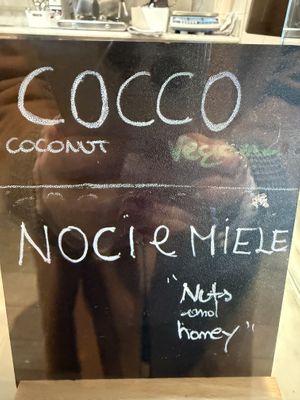 COCCO
COCONUT
NOCI e MIELE
"Nuts
and
honey"